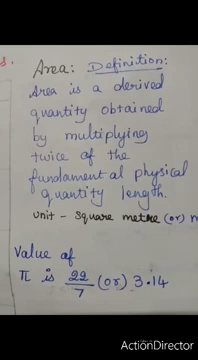 s.
Area: Definition:
Area is a derived
quantity obtained
by multiplying
twice of the
fundamental physical
quantity length.
unit - square metre (or) m
Value of
π is 22/7 (or) 3.14
ActionDirector